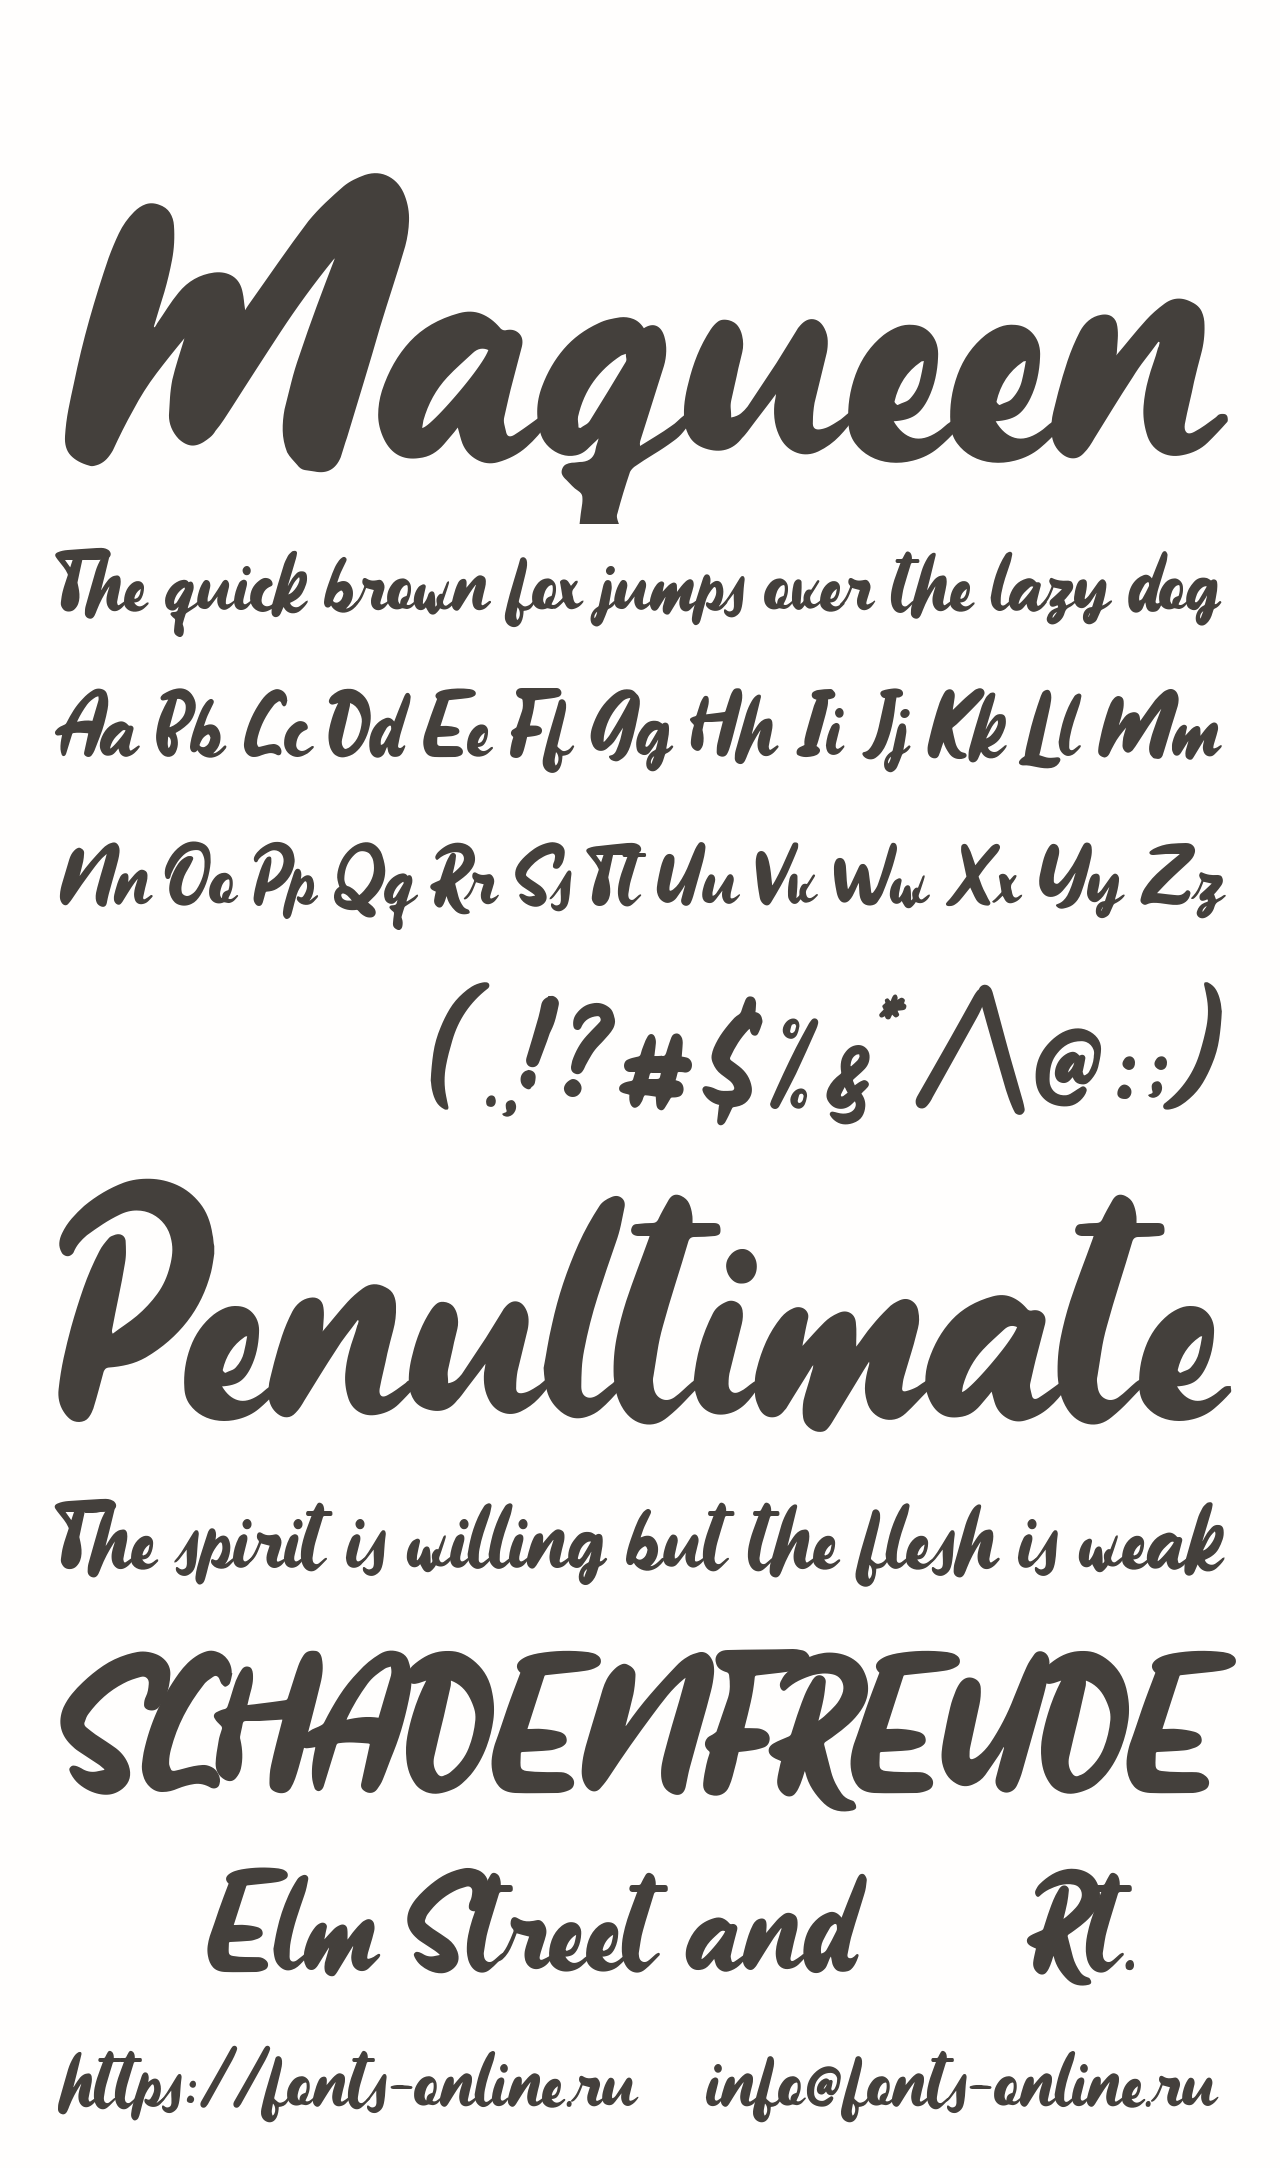 Maqueen
The quick brown fox jumps over the lazy dog
Aa Bb Cc Dd Ee Ff Gg Hh Ii Jj Kk Ll Mm
Nn Oo Pp Qq Rr Ss Tt Uu Vv Ww Xx Yy Zz
(.,!?#$%&*/\@:;)
Penultimate
The spirit is willing but the flesh is weak
SCHADENFREUDE
Elm Street and Rt.
https://fonts-online.ru info@fonts-online.ru